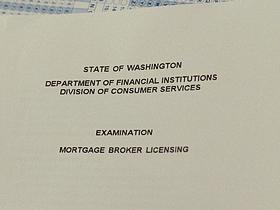 STATE OF WASHINGTON
DEPARTMENT OF FINANCIAL INSTITUTIONS
DIVISION OF CONSUMER SERVICES
EXAMINATION
MORTGAGE BROKER LICENSING